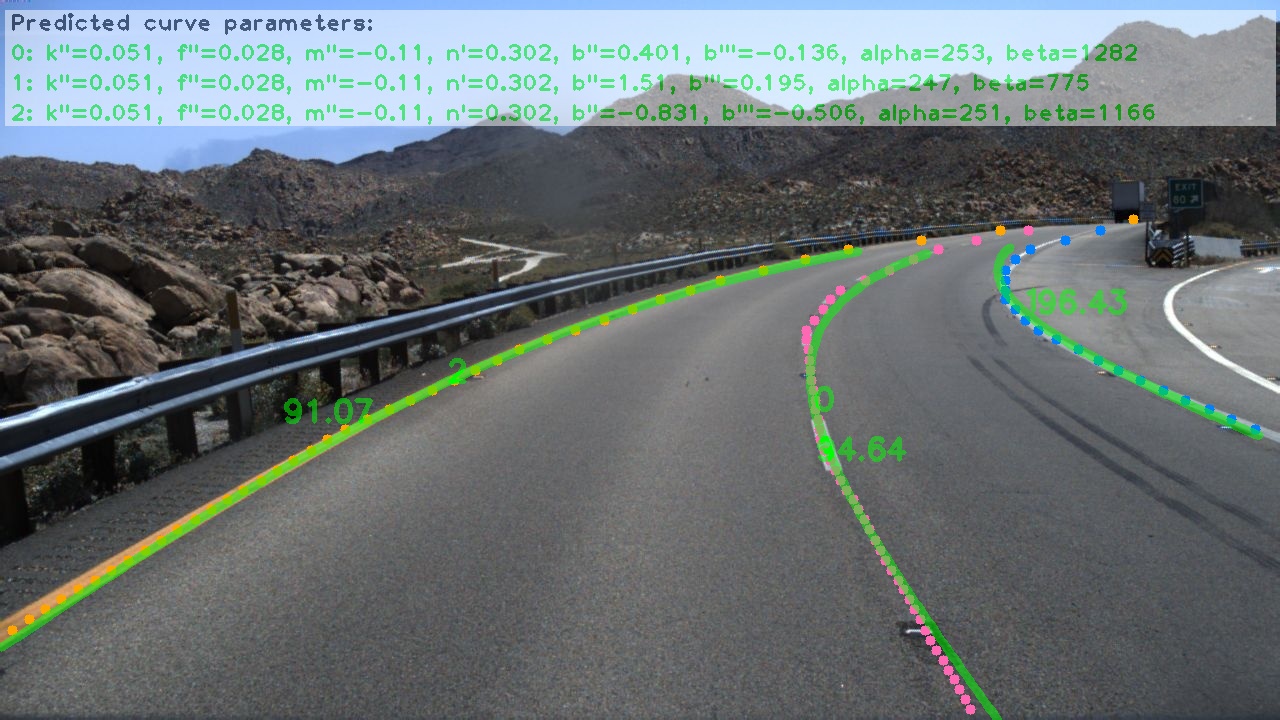 Predicted curve parameters:
0: k''=0.051, f''=0.028, m''=-0.11, n'=0.302, b''=0.401, b'''=-0.136, alpha=253, beta=1282
1: k''=0.051, f''=0.028, m''=-0.11, n'=0.302, b''=1.51, b'''=0.195, alpha=247, beta=775
2: k''=0.051, f''=0.028, m''=-0.11, n'=0.302, b''=-0.831, b'''=-0.506, alpha=251, beta=1166
EXIT
60 ↗
196.43
2
91.07
0
94.64